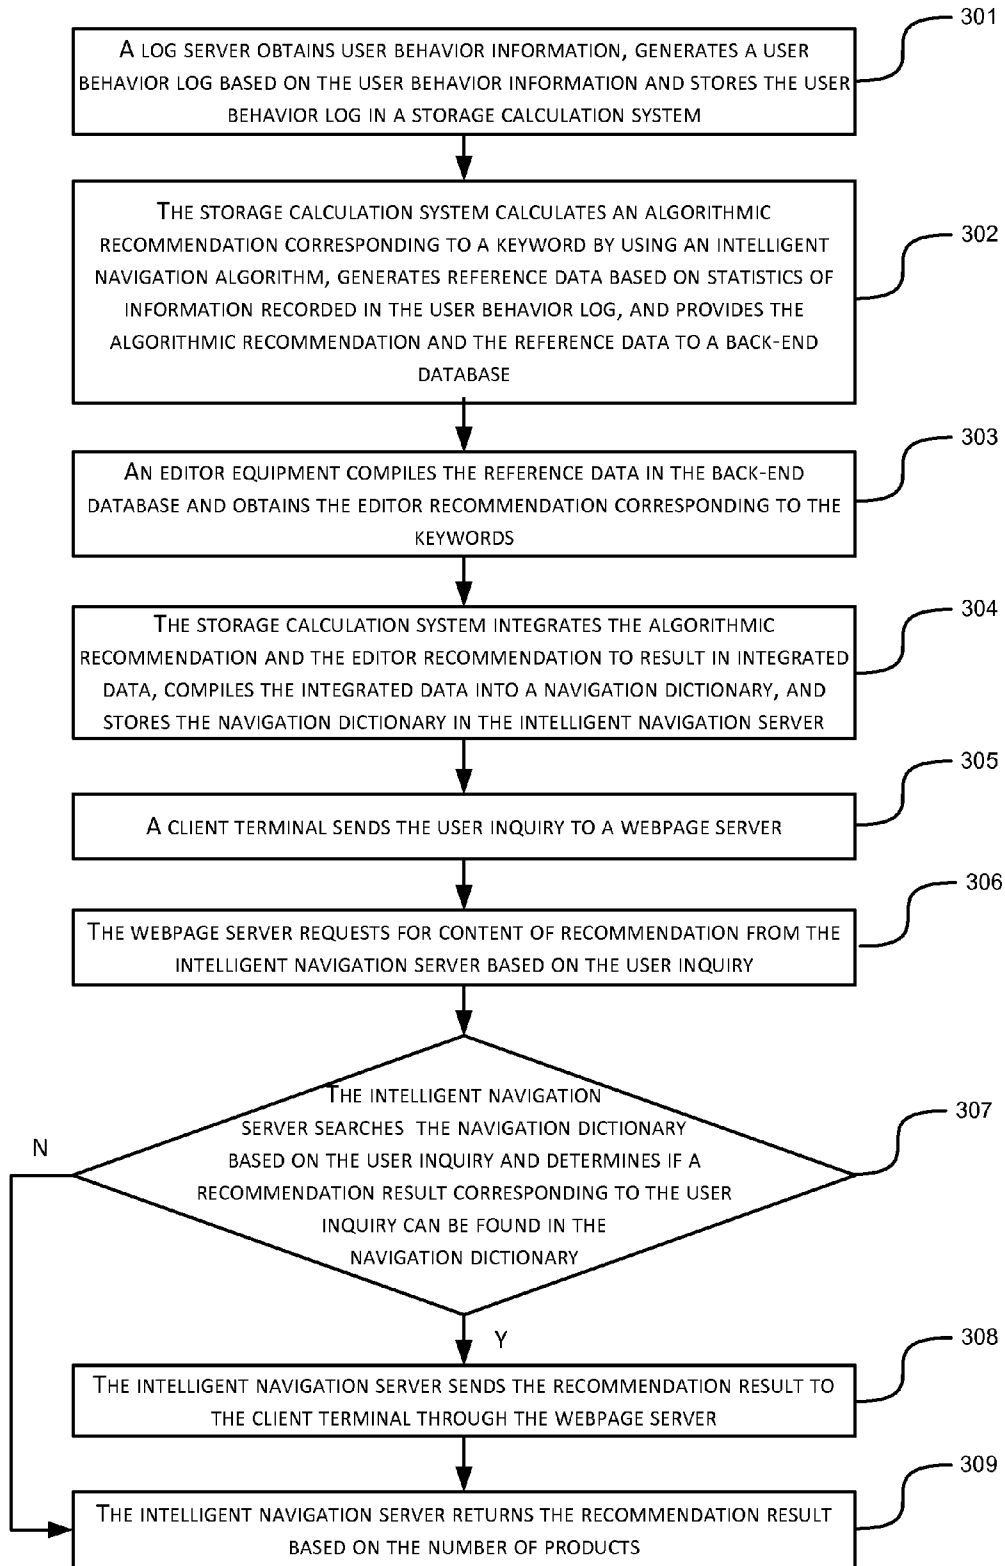 301
A LOG SERVER OBTAINS USER BEHAVIOR INFORMATION, GENERATES A USER
BEHAVIOR LOG BASED ON THE USER BEHAVIOR INFORMATION AND STORES THE USER
BEHAVIOR LOG IN A STORAGE CALCULATION SYSTEM
THE STORAGE CALCULATION SYSTEM CALCULATES AN ALGORITHMIC
302
RECOMMENDATION CORRESPONDING TO A KEYWORD BY USING AN INTELLIGENT
NAVIGATION ALGORITHM, GENERATES REFERENCE DATA BASED ON STATISTICS OF
INFORMATION RECORDED IN THE USER BEHAVIOR LOG, AND PROVIDES THE
ALGORITHMIC RECOMMENDATION AND THE REFERENCE DATA TO A BACK-END
DATABASE
303
AN EDITOR EQUIPMENT COMPILES THE REFERENCE DATA IN THE BACK-END
DATABASE AND OBTAINS THE EDITOR RECOMMENDATION CORRESPONDING TO THE
KEYWORDS
304
THE STORAGE CALCULATION SYSTEM INTEGRATES THE ALGORITHMIC
RECOMMENDATION AND THE EDITOR RECOMMENDATION TO RESULT IN INTEGRATED
DATA, COMPILES THE INTEGRATED DATA INTO A NAVIGATION DICTIONARY, AND
STORES THE NAVIGATION DICTIONARY IN THE INTELLIGENT NAVIGATION SERVER
305
A CLIENT TERMINAL SENDS THE USER INQUIRY TO A WEBPAGE SERVER
306
THE WEBPAGE SERVER REQUESTS FOR CONTENT OF RECOMMENDATION FROM THE
INTELLIGENT NAVIGATION SERVER BASED ON THE USER INQUIRY
307
THE INTELLIGENT NAVIGATION
SERVER SEARCHES THE NAVIGATION DICTIONARY
BASED ON THE USER INQUIRY AND DETERMINES IF A
RECOMMENDATION RESULT CORRESPONDING TO THE USER
INQUIRY CAN BE FOUND IN THE
NAVIGATION DICTIONARY
N
Y
308
THE INTELLIGENT NAVIGATION SERVER SENDS THE RECOMMENDATION RESULT TO
THE CLIENT TERMINAL THROUGH THE WEBPAGE SERVER
309
THE INTELLIGENT NAVIGATION SERVER RETURNS THE RECOMMENDATION RESULT
BASED ON THE NUMBER OF PRODUCTS